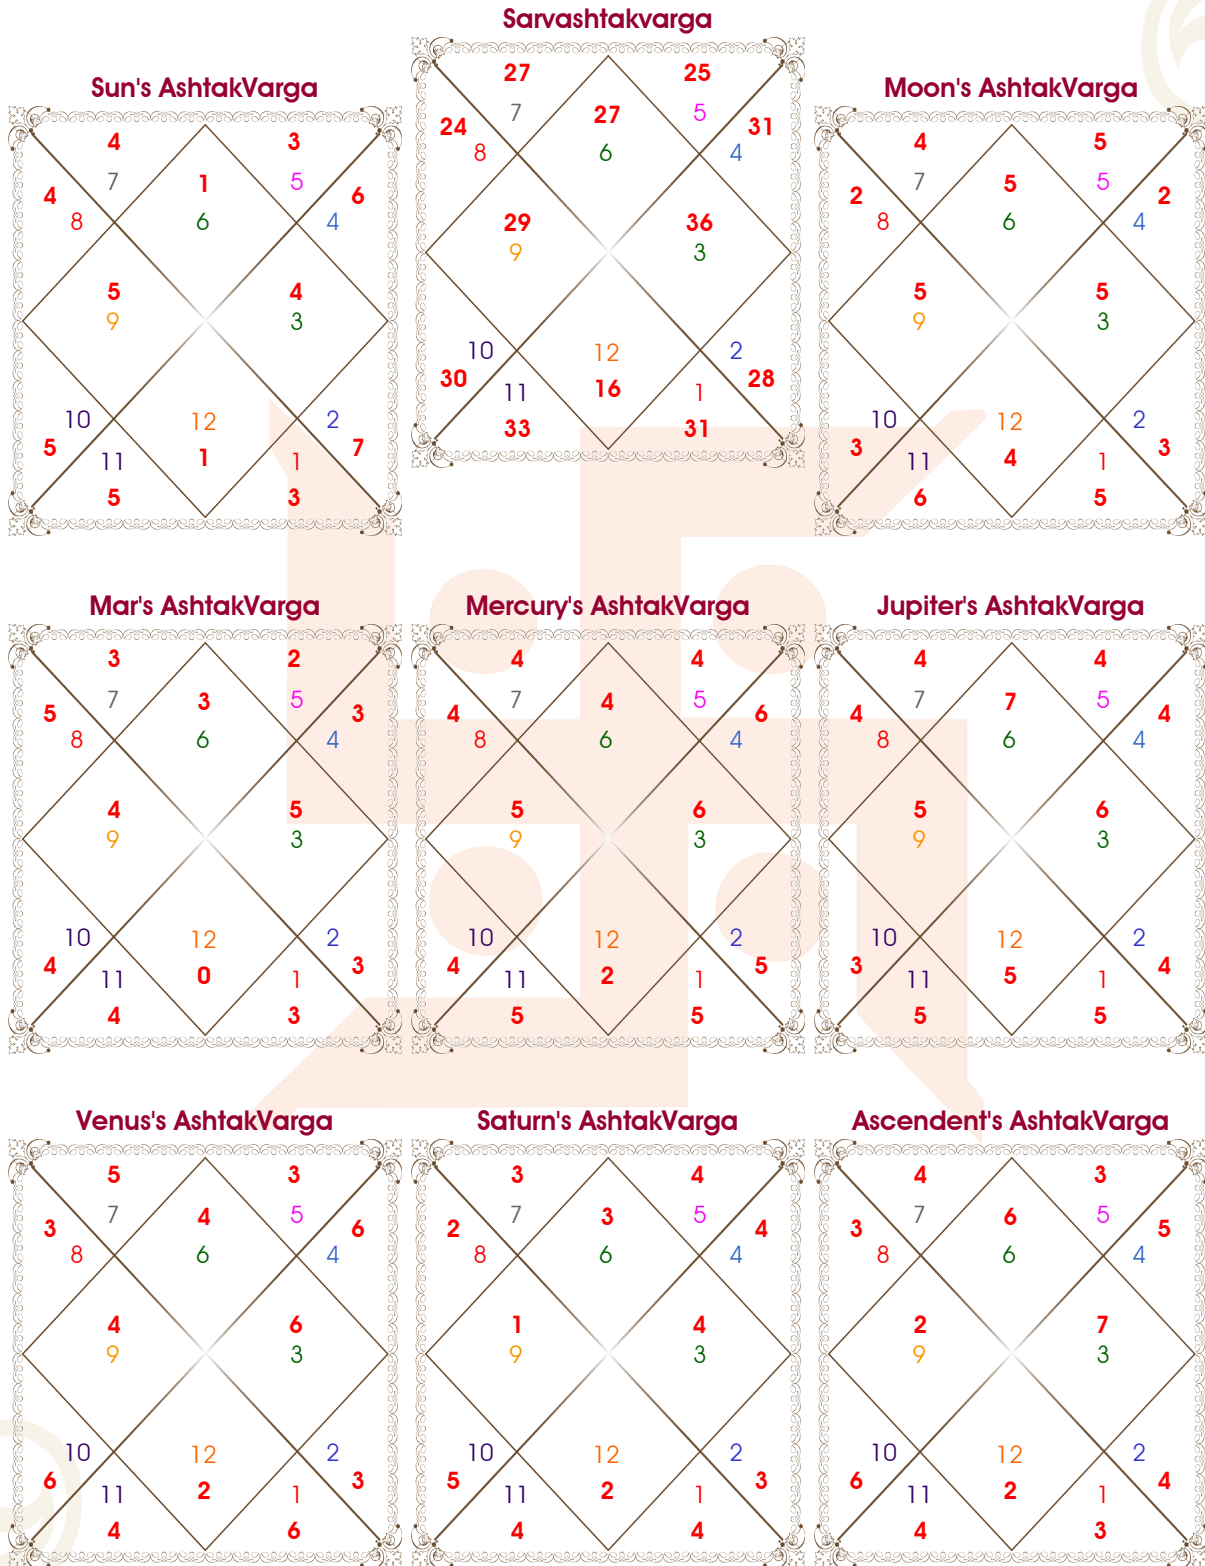 Sarvashtakvarga
27 25
7 27 5
24 31
8 6 4
29 36
9 3
10 12 2
30 16 28
11 1
33 31
Sun's AshtakVarga
4 3
7 1 5
4 6
8 6 4
5 4
9 3
10 12 2
5 1 7
11 1
5 3
Moon's AshtakVarga
4 5
7 5 5
2 2
8 6 4
5 5
9 3
10 12 2
3 4 3
11 1
6 5
Mar's AshtakVarga
3 2
7 3 5
5 3
8 6 4
4 5
9 3
10 12 2
4 0 3
11 1
4 3
Mercury's AshtakVarga
4 4
7 4 5
4 6
8 6 4
5 6
9 3
10 12 2
4 2 5
11 1
5 5
Jupiter's AshtakVarga
4 4
7 7 5
4 4
8 6 4
5 6
9 3
10 12 2
3 5 4
11 1
5 5
Venus's AshtakVarga
5 3
7 4 5
3 6
8 6 4
4 6
9 3
10 12 2
6 2 3
11 1
4 6
Saturn's AshtakVarga
3 4
7 3 5
2 4
8 6 4
1 4
9 3
10 12 2
5 2 3
11 1
4 4
Ascendent's AshtakVarga
4 3
7 6 5
3 5
8 6 4
2 7
9 3
10 12 2
6 2 4
11 1
4 3